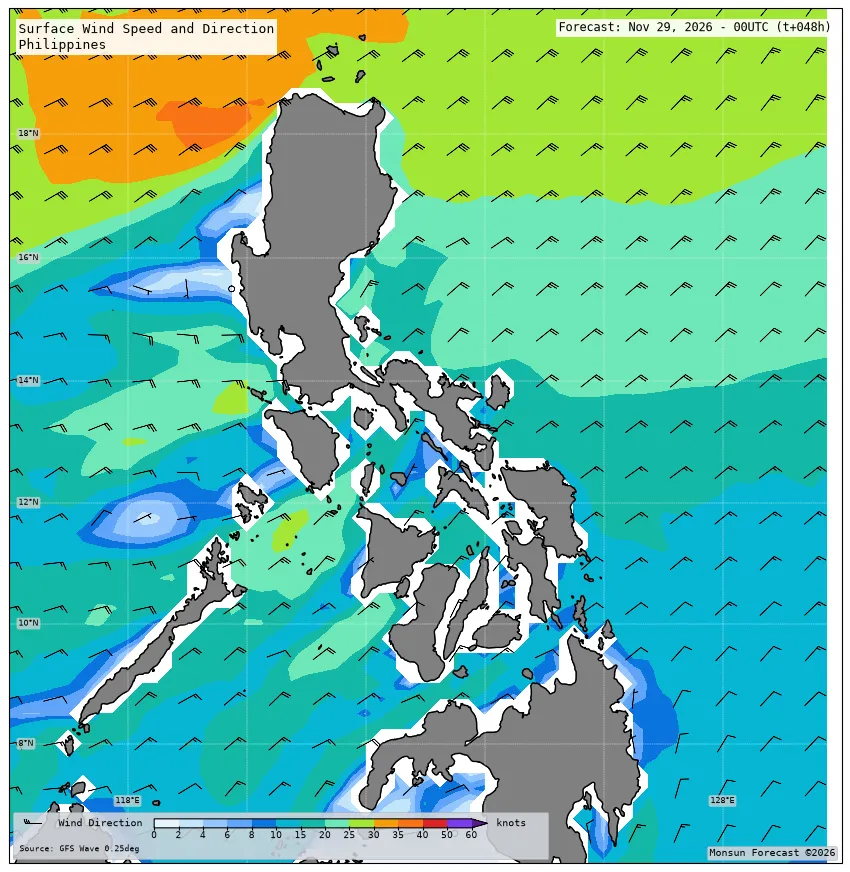 Surface Wind Speed and Direction
Philippines
Forecast: Nov 29, 2026 - 00UTC (t+048h)
18°N
16°N
14°N
12°N
10°N
8°N
118°E
128°E
Wind Direction
0 2 4 6 8 10 15 20 25 30 35 40 50 60 knots
Source: GFS Wave 0.25deg
Monsun Forecast ©2026